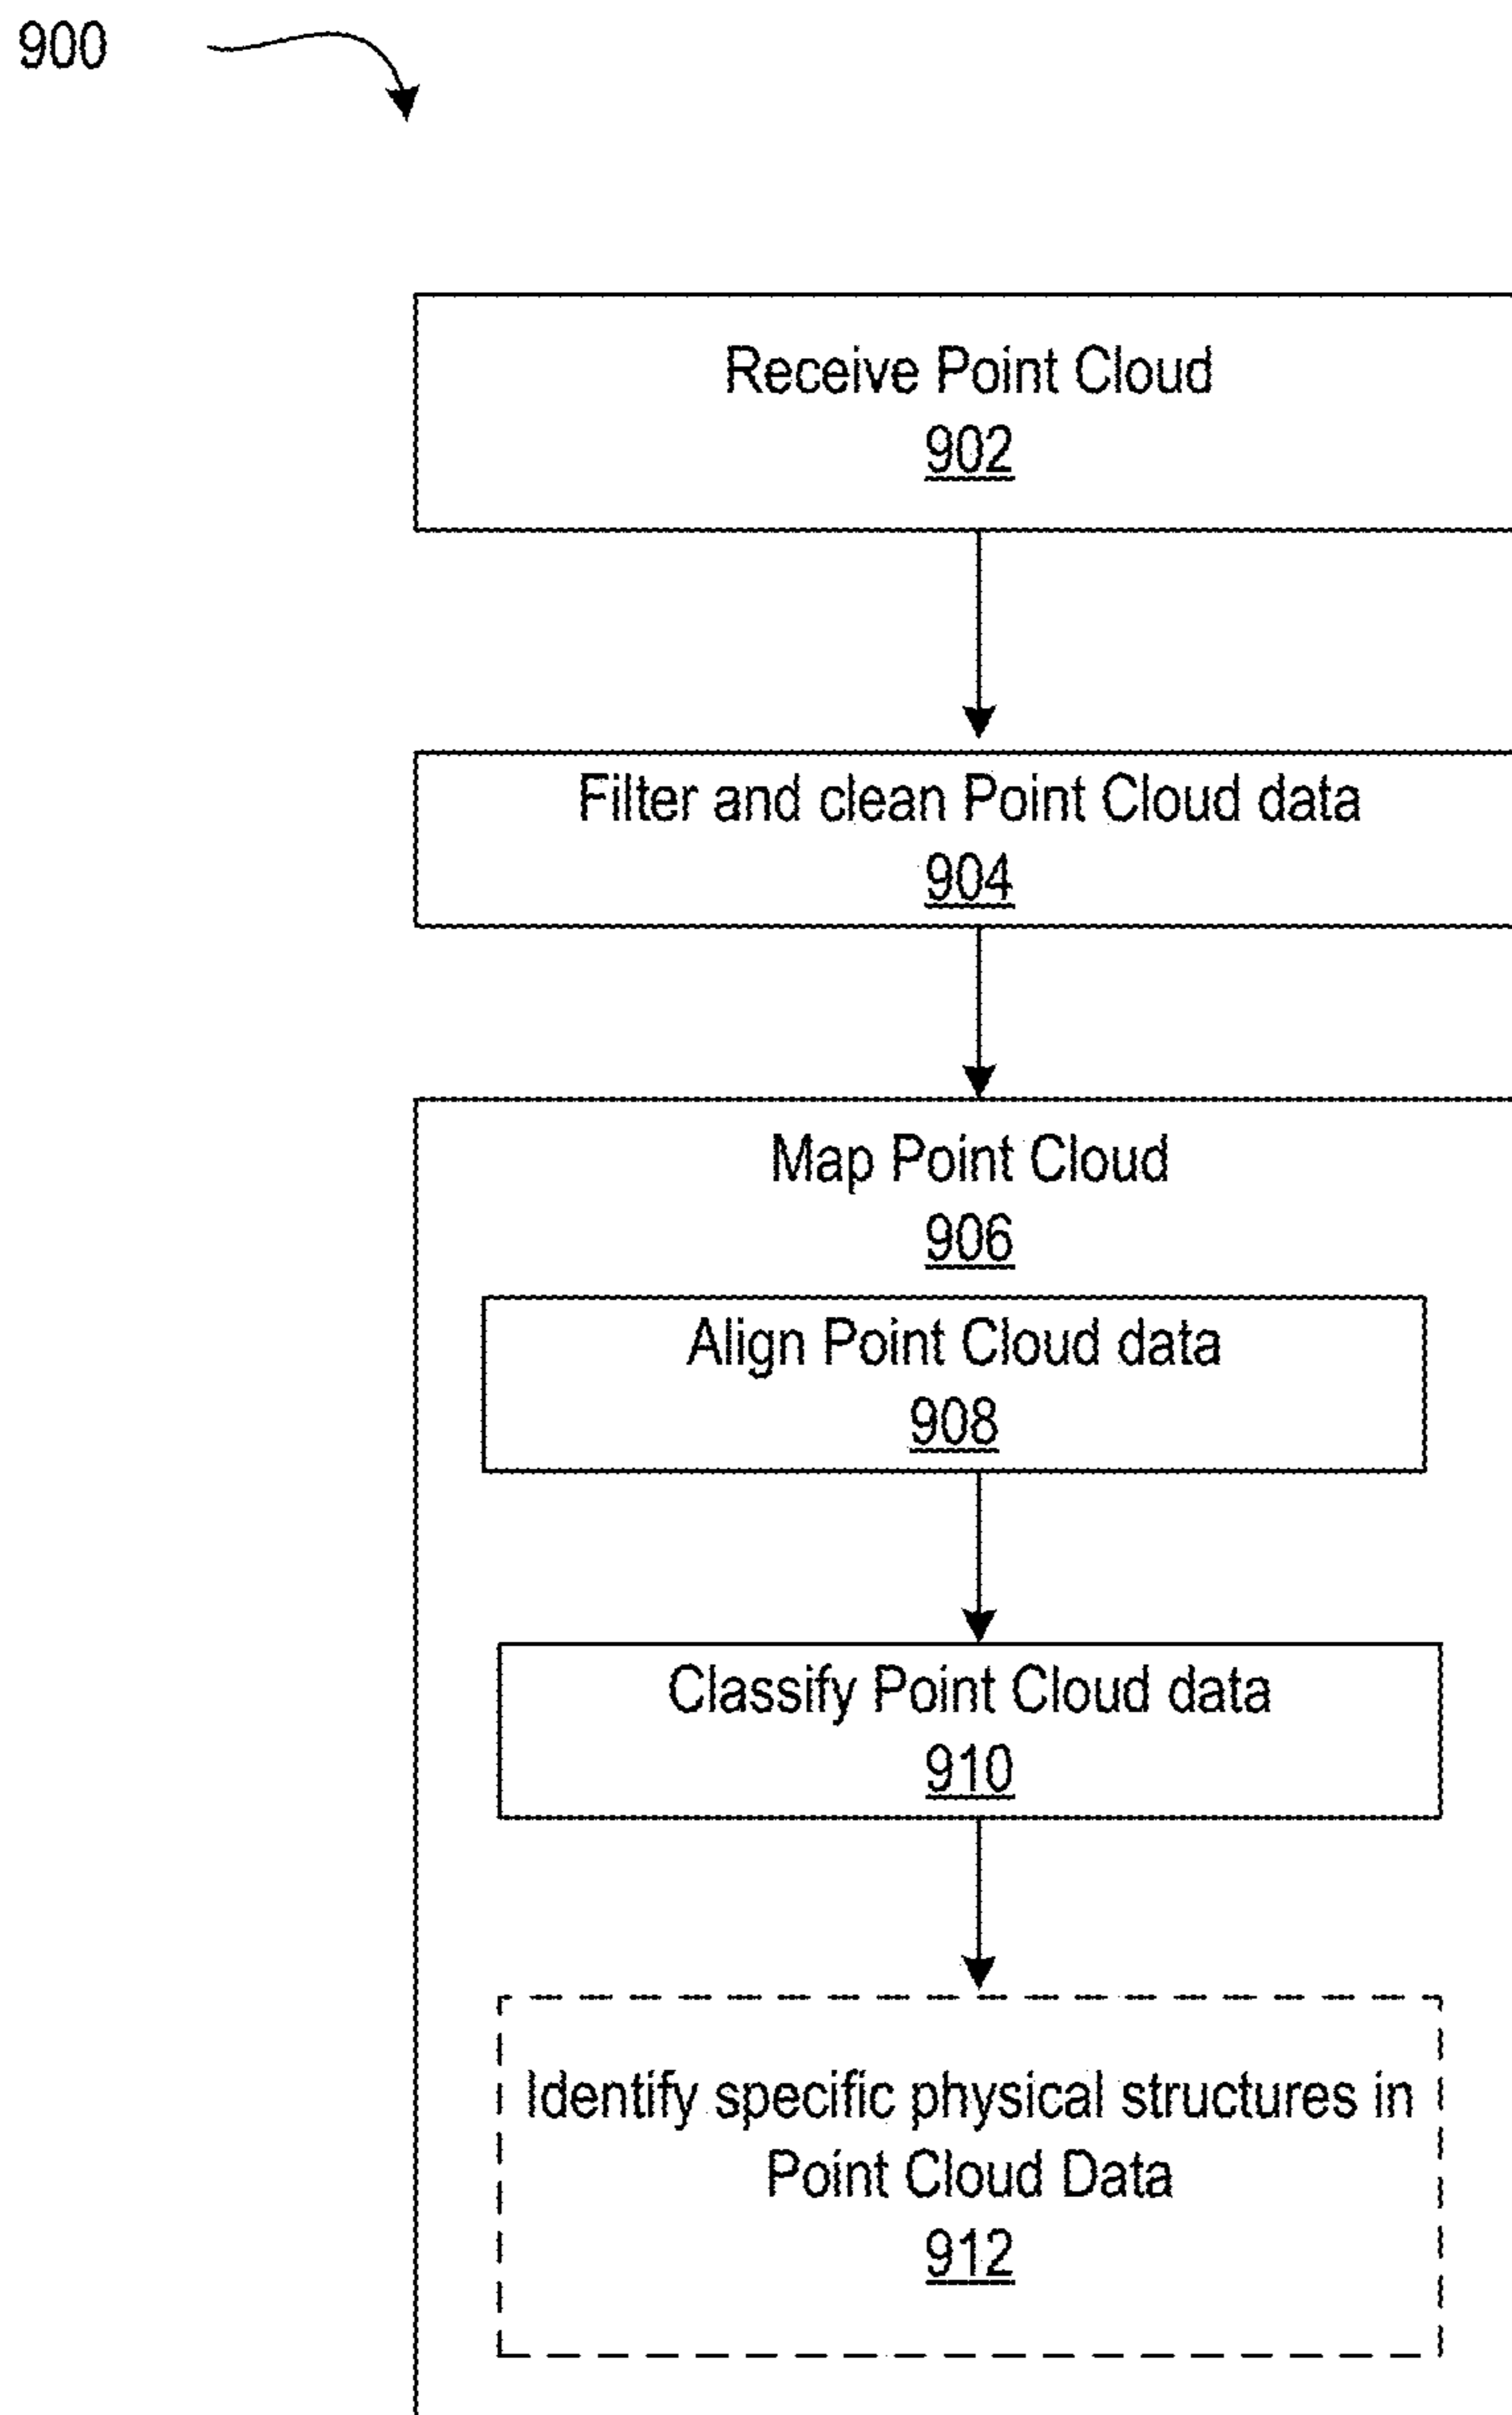 900
Receive Point Cloud
902
Filter and clean Point Cloud data
904
Map Point Cloud
906
Align Point Cloud data
908
Classify Point Cloud data
910
Identify specific physical structures in
Point Cloud Data
912